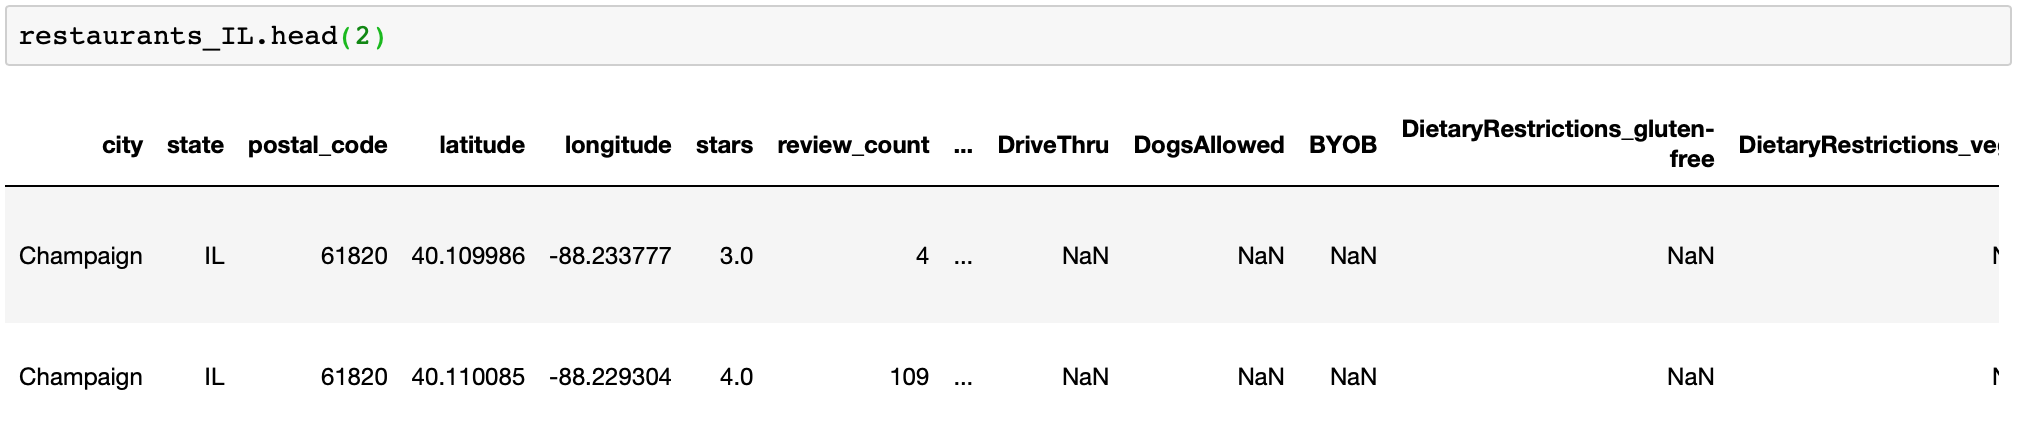 restaurants_IL.head(2)
city state postal_code latitude longitude stars review_count ... DriveThru DogsAllowed BYOB DietaryRestrictions_gluten-
free
Champaign IL 61820 40.109986 -88.233777 3.0 4 ... NaN NaN NaN NaN
Champaign IL 61820 40.110085 -88.229304 4.0 109 ... NaN NaN NaN NaN